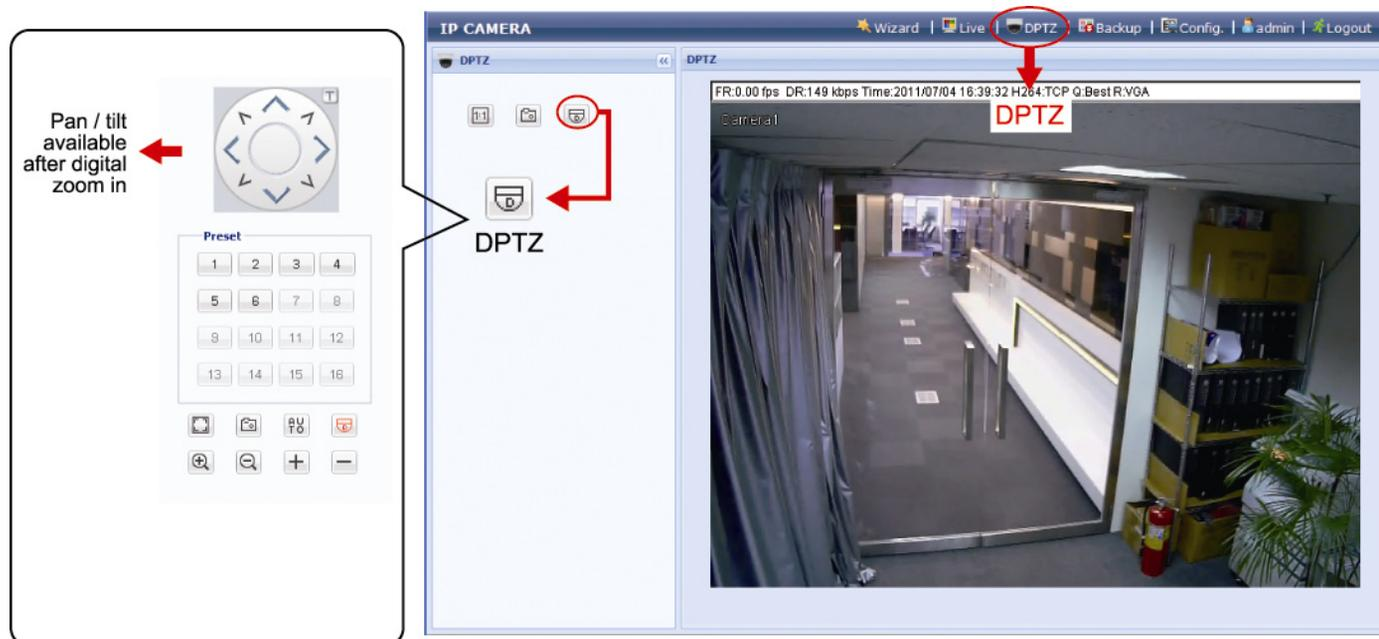 IP CAMERA
Wizard | Live | DPTZ | Backup | Config. | admin | Logout
DPTZ
DPTZ
FR:0.00 fps DR:149 kbps Time:2011/07/04 16:39:32 H264:TCP Q:Best R:VGA
DPTZ
Camera1
1:1
D
DPTZ
Pan / tilt
available
after digital
zoom in
T
Preset
1 2 3 4
5 6 7 8
9 10 11 12
13 14 15 16
AUTO